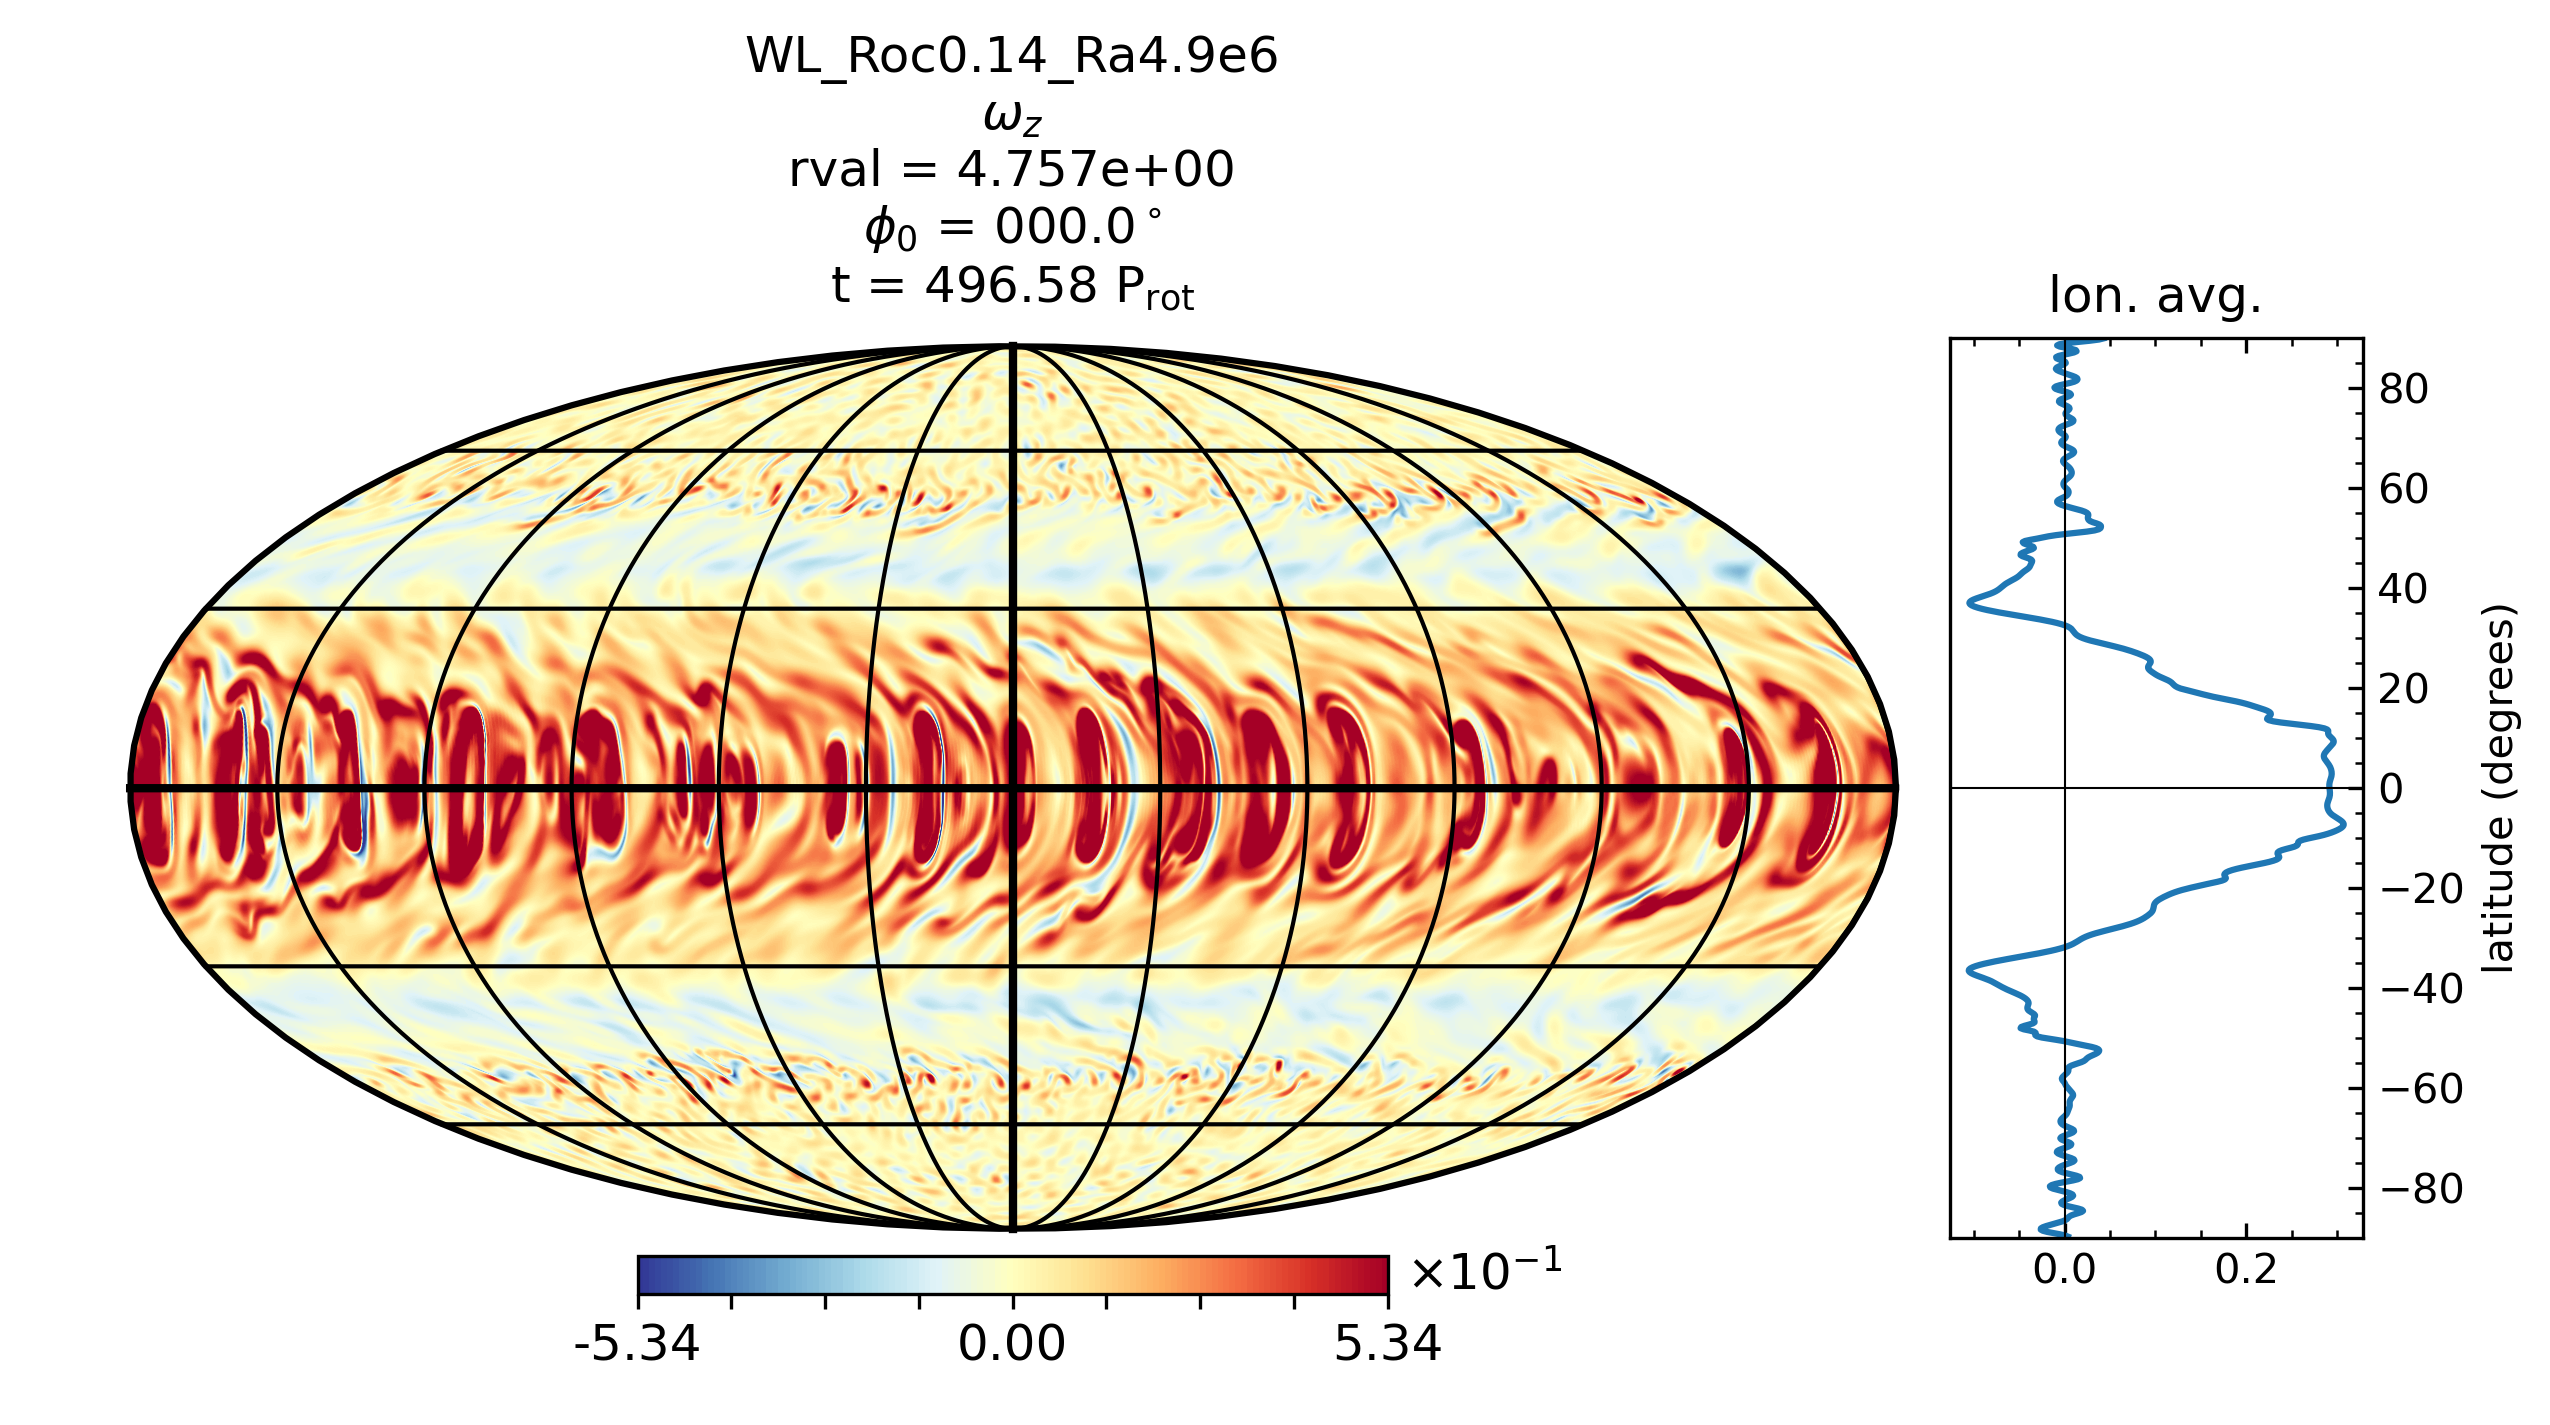 WL_Roc0.14_Ra4.9e6
ω_z
rval = 4.757e+00
ϕ_0 = 000.0°
t = 496.58 P_rot
lon. avg.
80
60
40
20
0
−20
−40
−60
−80
latitude (degrees)
0.0 0.2
×10^−1
-5.34 0.00 5.34